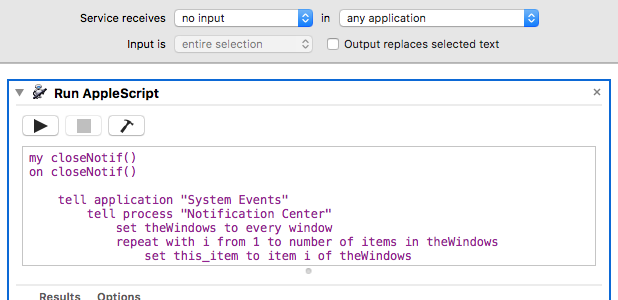 Service receives no input in any application
Input is entire selection Output replaces selected text
Run AppleScript
my closeNotif()
on closeNotif()
    tell application "System Events"
        tell process "Notification Center"
            set theWindows to every window
            repeat with i from 1 to number of items in theWindows
                set this_item to item i of theWindows
Results Options